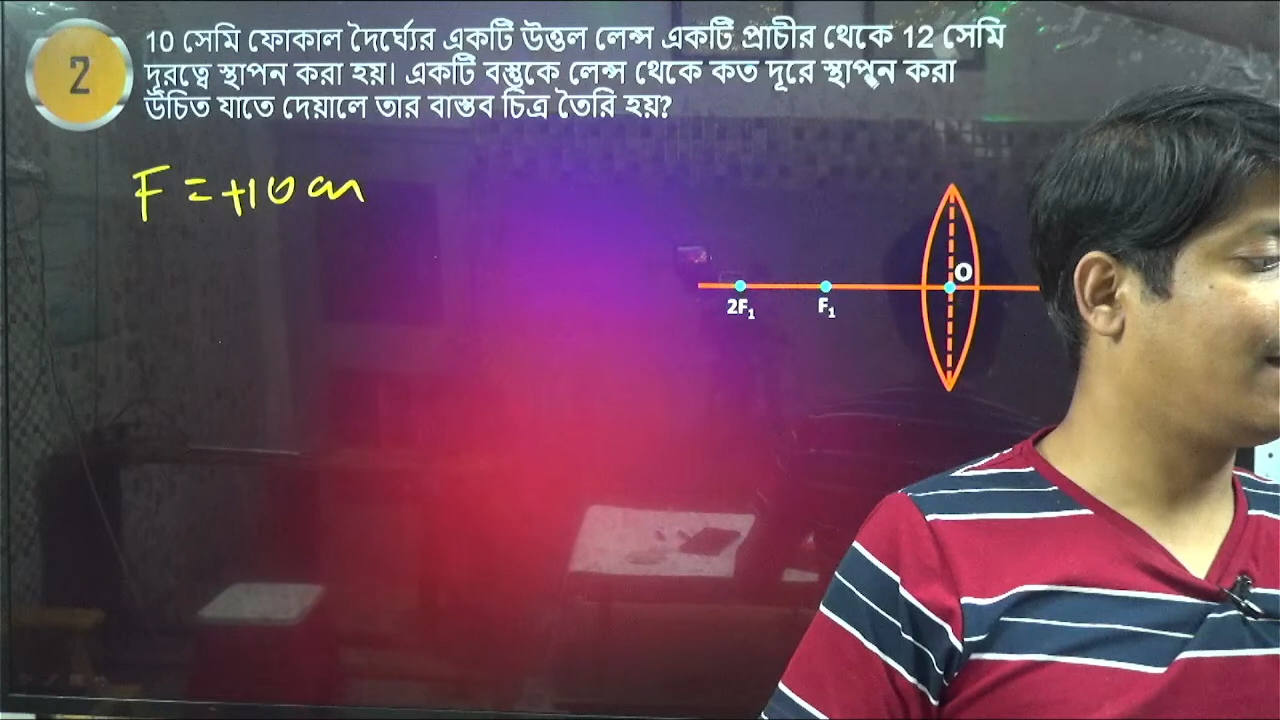 2
10 সেমি ফোকাল দৈর্ঘ্যের একটি উত্তল লেন্স একটি প্রাচীর থেকে 12 সেমি
দূরত্বে স্থাপন করা হয়। একটি বস্তুকে লেন্স থেকে কত দূরে স্থাপন করা
উচিত যাতে দেয়ালে তার বাস্তব চিত্র তৈরি হয়?
F = +10 cm
O
2F₁
F₁